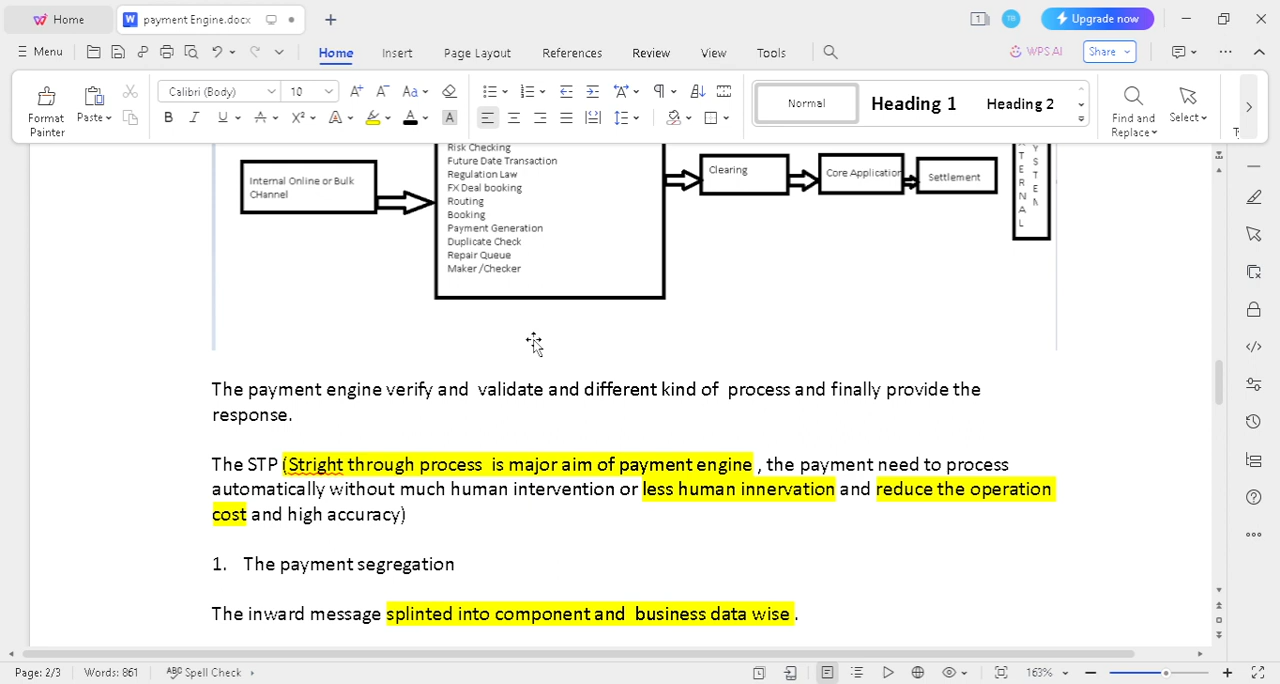 Home
payment Engine.docx
1
TB
Upgrade now
Menu
Home
Insert
Page Layout
References
Review
View
Tools
WPS AI
Share
Format Painter
Paste
Calibri (Body)
10
Normal
Heading 1
Heading 2
Find and Replace
Select
Risk Checking
Future Date Transaction
Regulation Law
FX Deal booking
Routing
Booking
Payment Generation
Duplicate Check
Repair Queue
Maker /Checker
Internal Online or Bulk
CHannel
Clearing
Core Application
Settlement
T
E
R
N
A
L
Y
S
T
E
The payment engine verify and  validate and different kind of  process and finally provide the
response.
The STP (Stright through process  is major aim of payment engine , the payment need to process
automatically without much human intervention or less human innervation and reduce the operation
cost and high accuracy)
1. The payment segregation
The inward message splinted into component and  business data wise .
Page: 2/3
Words: 861
Spell Check
163%